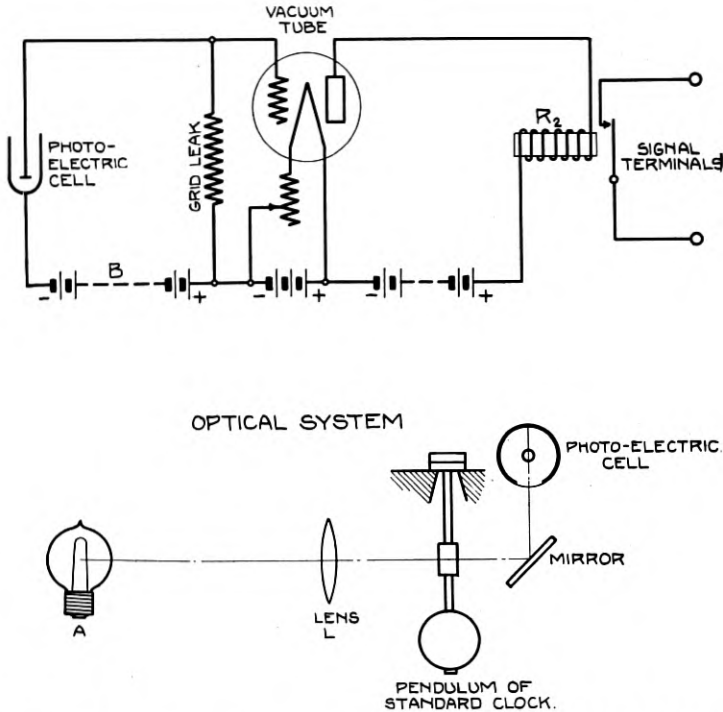 VACUUM
TUBE
PHOTO-
ELECTRIC
CELL
GRID LEAK
R2
SIGNAL
TERMINALS
B
- + - + - +
OPTICAL SYSTEM
PHOTO-ELECTRIC.
CELL
MIRROR
A
LENS
L
PENDULUM OF
STANDARD CLOCK.